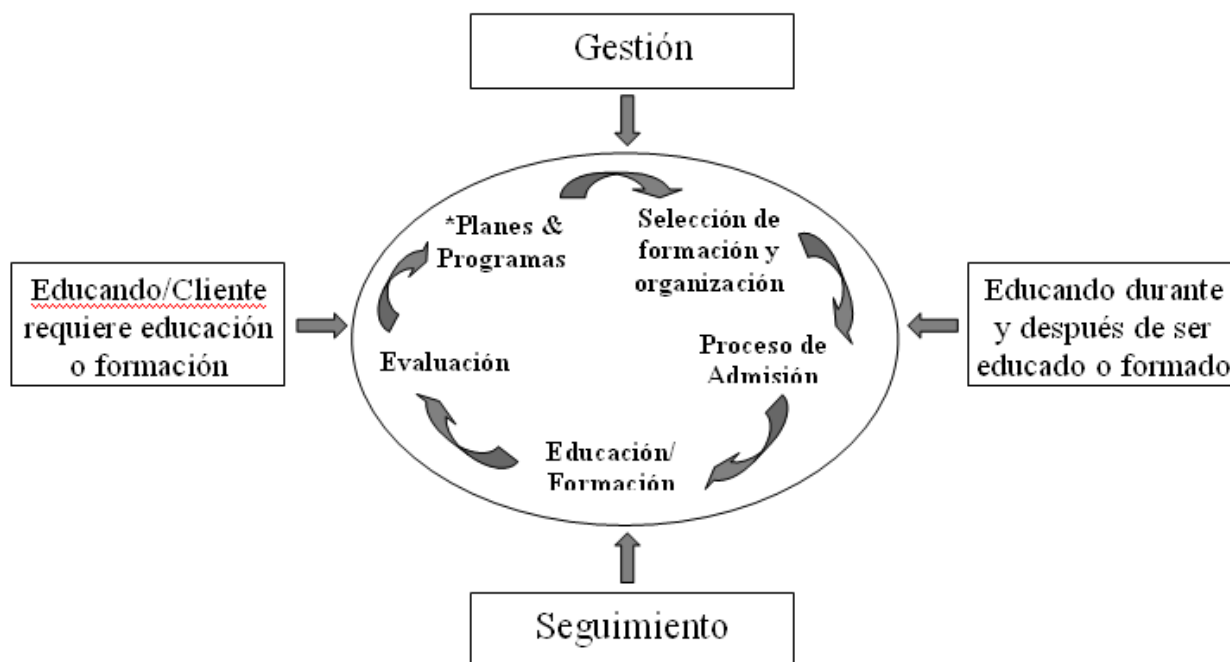 Gestión
*Planes &
Programas
Selección de
formación y
organización
Educando/Cliente
requiere educación
o formación
Educando durante
y después de ser
educado o formado
Evaluación
Proceso de
Admisión
Educación/
Formación
Seguimiento